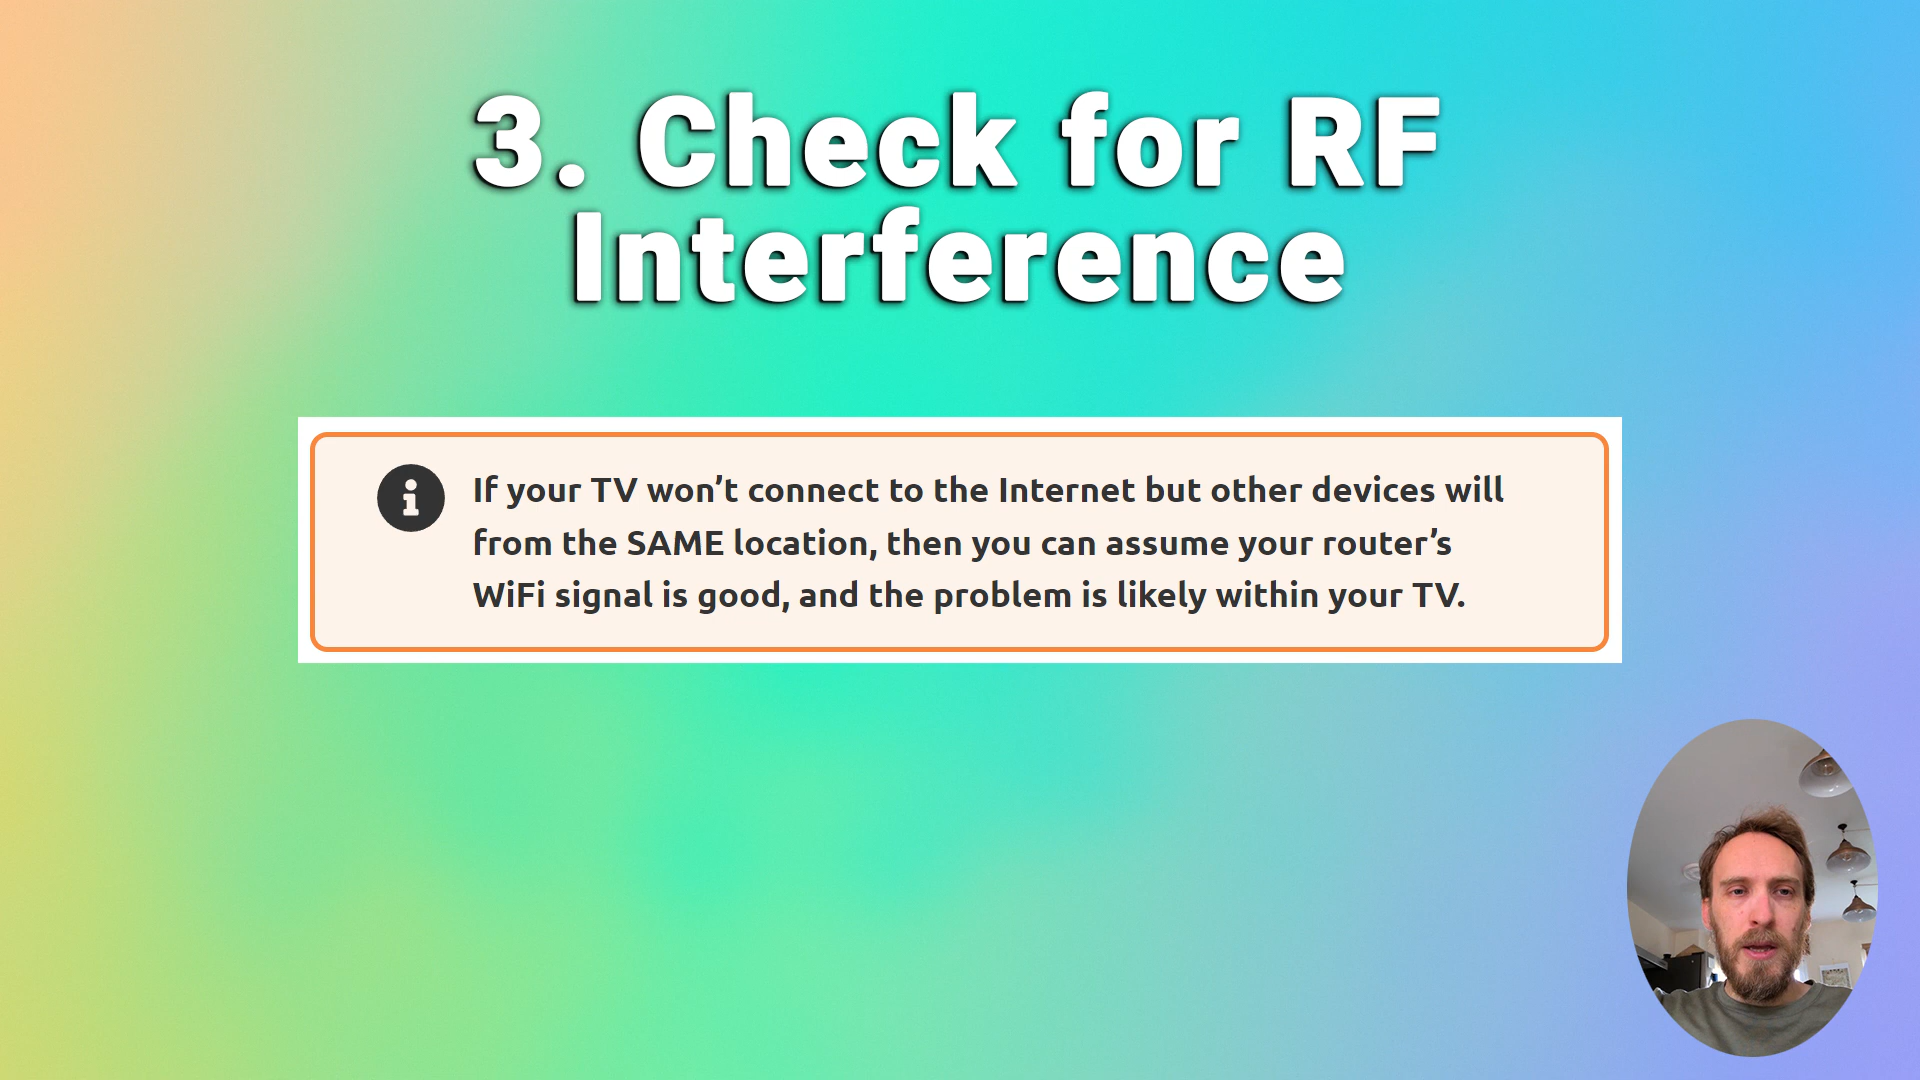 3. Check for RF
Interference
If your TV won’t connect to the Internet but other devices will
from the SAME location, then you can assume your router’s
WiFi signal is good, and the problem is likely within your TV.